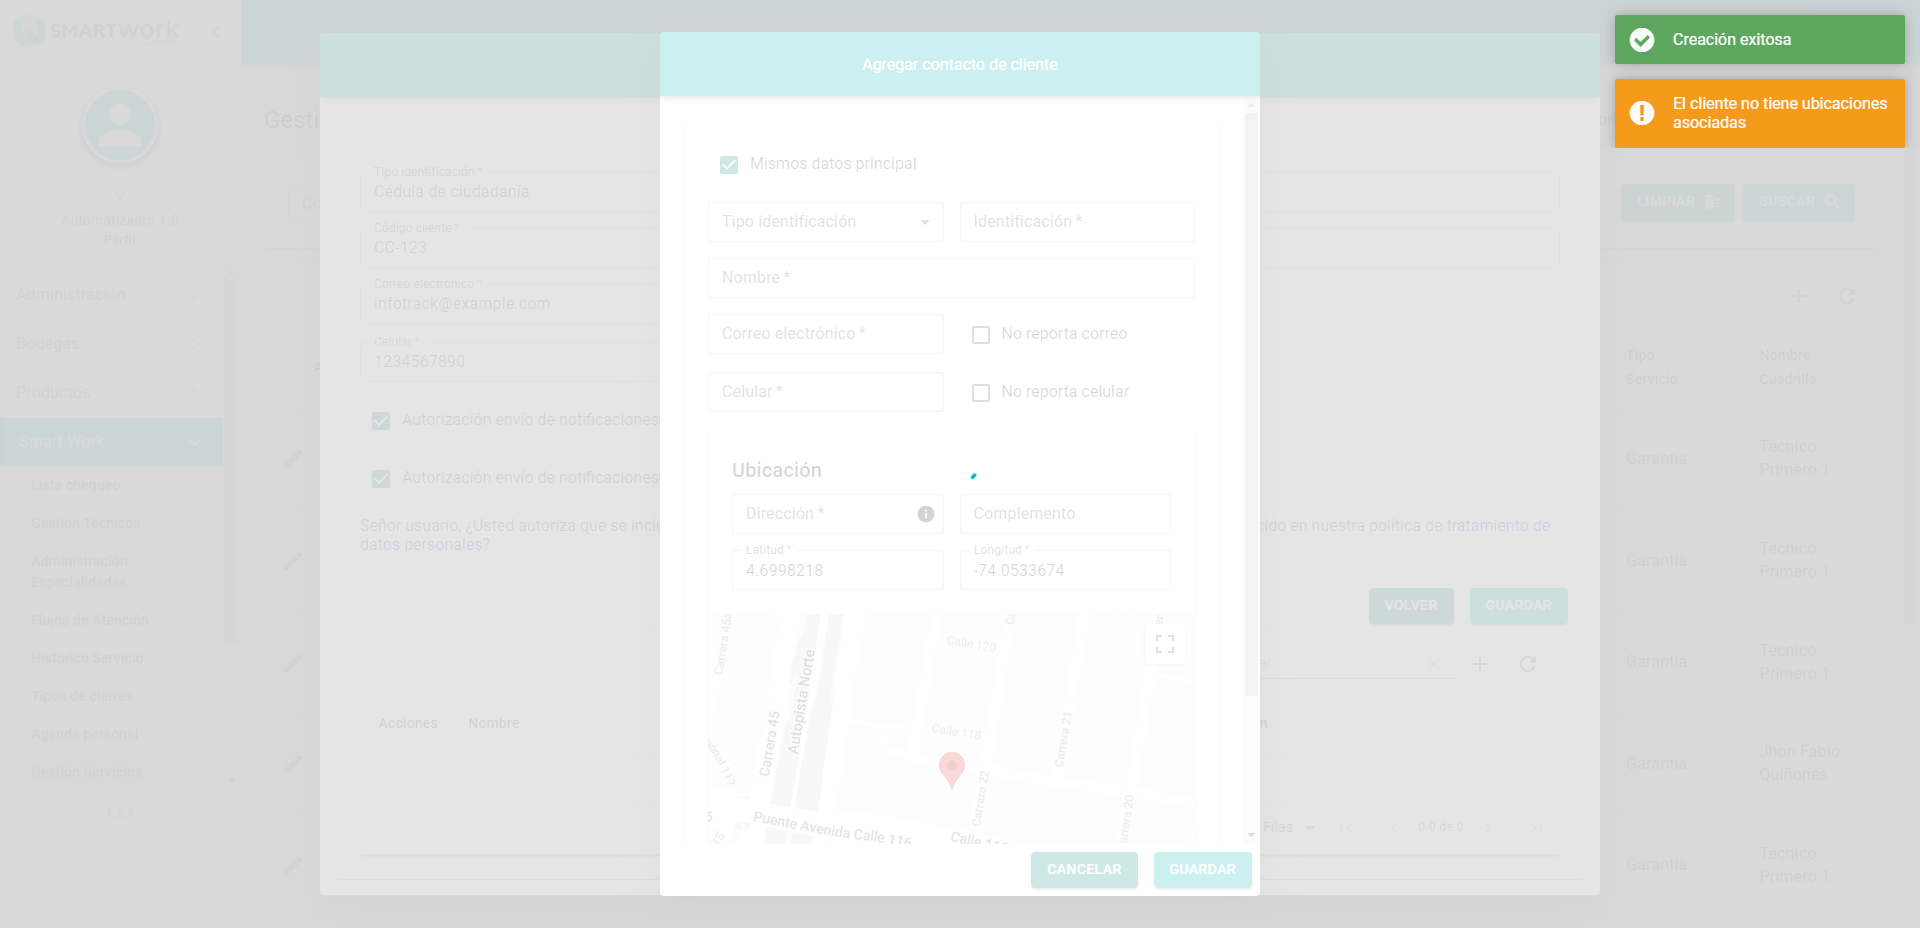 SMARTWORK
Creación exitosa
El cliente no tiene ubicaciones
asociadas
Agregar contacto de cliente
Gesti
Mismos datos principal
Tipo identificación *
Cédula de ciudadanía
Código cliente *
CC-123
Correo electrónico *
infotrack@example.com
Celular *
1234567890
Automatizador 1.0
Perfil
LIMPIAR
BUSCAR
Tipo identificación
Identificación *
Nombre *
Correo electrónico *
No reporta correo
Celular *
No reporta celular
Administración
Bodegas
Productos
Smart Work
Lista chequeo
Gestión Técnicos
Administración
Especialidades
Flujos de Atención
Historico Servicio
Tipos de cierres
Agenda personal
Gestión Servicios
1.6.7
Autorización envío de notificaciones
Autorización envío de notificaciones
Señor usuario, ¿Usted autoriza que se incl
cido en nuestra política de tratamiento de
datos personales?
VOLVER
GUARDAR
Ubicación
Dirección *
Complemento
Latitud *
4.6998218
Longitud *
-74.0533674
Carrera 45a
Autopista Norte
Carrera 45
Calle 120
Calle 118
Carrera 21
Carrera 22
Carrera 20
Puente Avenida Calle 116
Acciones
Nombre
Filas
0-0 de 0
CANCELAR
GUARDAR
Tipo
Servicio
Nombre
Cuadrilla
Garantia
Tecnico
Primero 1
Garantia
Tecnico
Primero 1
Garantia
Tecnico
Primero 1
Garantia
Jhon Fabio
Quiñones
Garantia
Tecnico
Primero 1